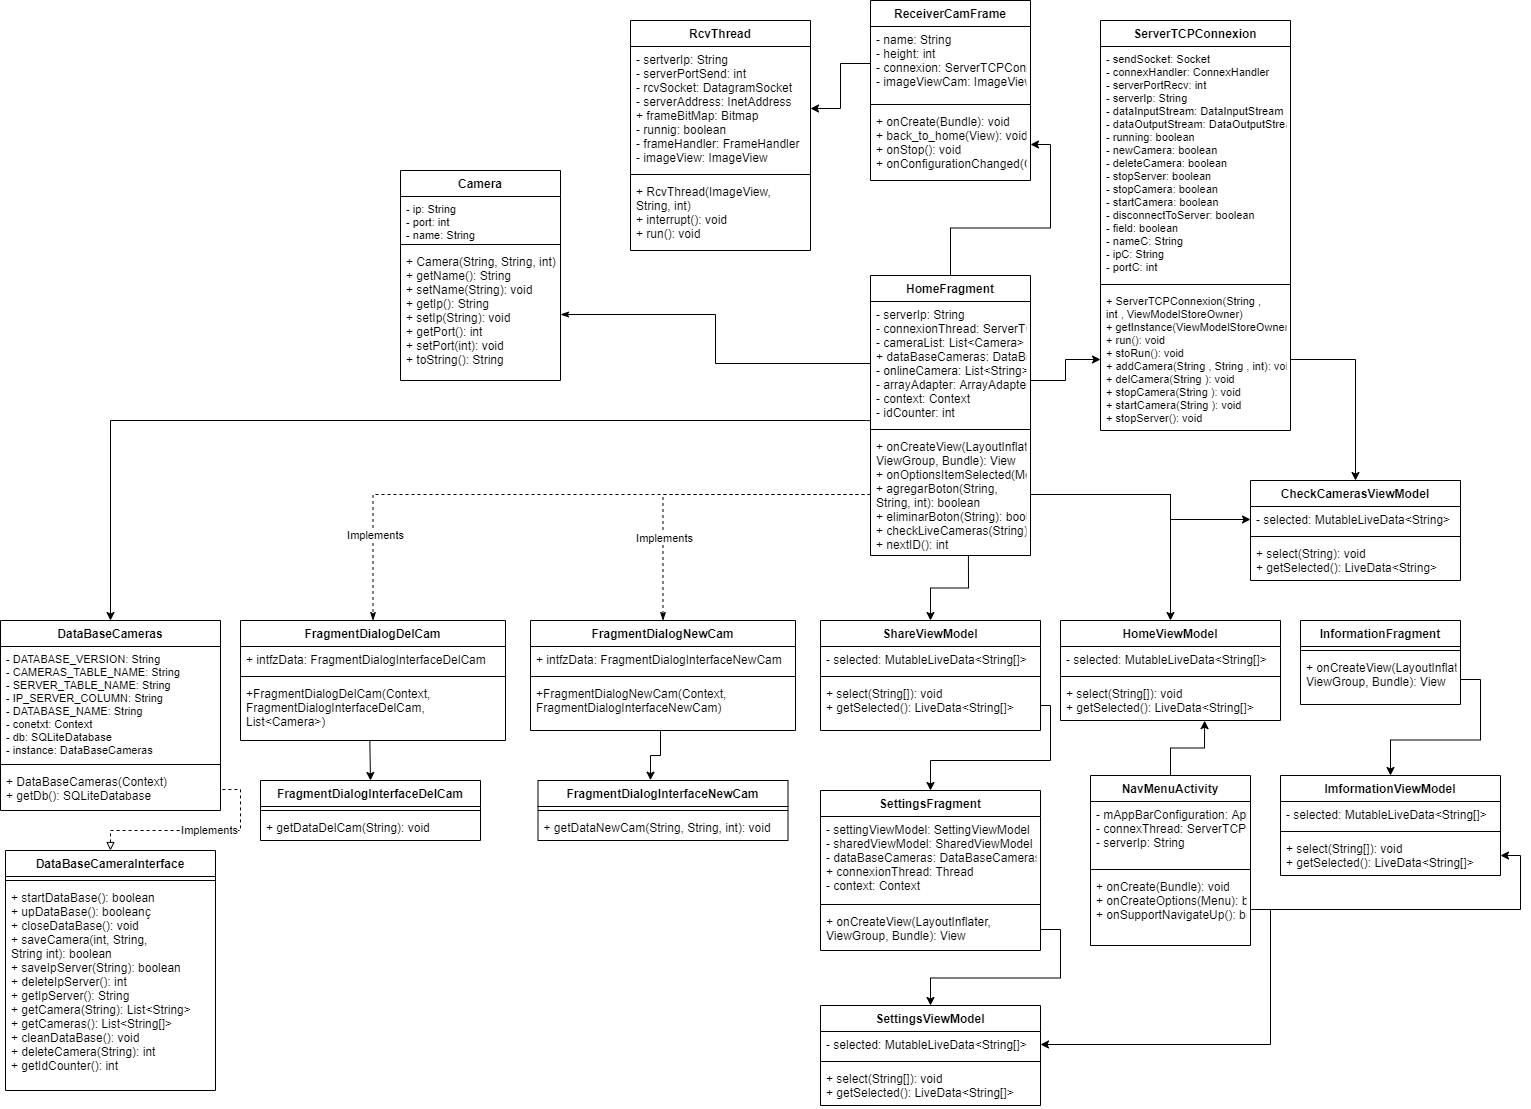 ReceiverCamFrame
- name: String
- height: int
- connexion: ServerTCPCon
- imageViewCam: ImageVie
+ onCreate(Bundle): void
+ back_to_home(View): void
+ onStop(): void
+ onConfigurationChanged(
RcvThread
- sertverIp: String
- serverPortSend: int
- rcvSocket: DatagramSocket
- serverAddress: InetAddress
+ frameBitMap: Bitmap
- runnig: boolean
- frameHandler: FrameHandler
- imageView: ImageView
+ RcvThread(ImageView,
String, int)
+ interrupt(): void
+ run(): void
ServerTCPConnexion
- sendSocket: Socket
- connexHandler: ConnexHandler
- serverPortRecv: int
- serverIp: String
- dataInputStream: DataInputStream
- dataOutputStream: DataOutputStre
- running: boolean
- newCamera: boolean
- deleteCamera: boolean
- stopServer: boolean
- stopCamera: boolean
- startCamera: boolean
- disconnectToServer: boolean
- field: boolean
- nameC: String
- ipC: String
- portC: int
+ ServerTCPConnexion(String ,
int , ViewModelStoreOwner)
+ getInstance(ViewModelStoreOwne
+ run(): void
+ stoRun(): void
+ addCamera(String , String , int): voi
+ delCamera(String ): void
+ stopCamera(String ): void
+ startCamera(String ): void
+ stopServer(): void
Camera
- ip: String
- port: int
- name: String
+ Camera(String, String, int)
+ getName(): String
+ setName(String): void
+ getIp(): String
+ setIp(String): void
+ getPort(): int
+ setPort(int): void
+ toString(): String
HomeFragment
- serverIp: String
- connexionThread: ServerT
- cameraList: List<Camera>
+ dataBaseCameras: DataB
- onlineCamera: List<String>
- arrayAdapter: ArrayAdapte
- context: Context
- idCounter: int
+ onCreateView(LayoutInflat
ViewGroup, Bundle): View
+ onOptionsItemSelected(M
+ agregarBoton(String,
String, int): boolean
+ eliminarBoton(String): boo
+ checkLiveCameras(String)
+ nextID(): int
CheckCamerasViewModel
- selected: MutableLiveData<String>
+ select(String): void
+ getSelected(): LiveData<String>
Implements
Implements
DataBaseCameras
- DATABASE_VERSION: String
- CAMERAS_TABLE_NAME: String
- SERVER_TABLE_NAME: String
- IP_SERVER_COLUMN: String
- DATABASE_NAME: String
- conetxt: Context
- db: SQLiteDatabase
- instance: DataBaseCameras
+ DataBaseCameras(Context)
+ getDb(): SQLiteDatabase
FragmentDialogDelCam
+ intfzData: FragmentDialogInterfaceDelCam
+FragmentDialogDelCam(Context,
FragmentDialogInterfaceDelCam,
List<Camera>)
FragmentDialogNewCam
+ intfzData: FragmentDialogInterfaceNewCam
+FragmentDialogNewCam(Context,
FragmentDialogInterfaceNewCam)
ShareViewModel
- selected: MutableLiveData<String[]>
+ select(String[]): void
+ getSelected(): LiveData<String[]>
HomeViewModel
- selected: MutableLiveData<String[]>
+ select(String[]): void
+ getSelected(): LiveData<String[]>
InformationFragment
+ onCreateView(LayoutInflat
ViewGroup, Bundle): View
FragmentDialogInterfaceDelCam
+ getDataDelCam(String): void
FragmentDialogInterfaceNewCam
+ getDataNewCam(String, String, int): void
SettingsFragment
- settingViewModel: SettingViewModel
- sharedViewModel: SharedViewModel
- dataBaseCameras: DataBaseCameras
+ connexionThread: Thread
- context: Context
+ onCreateView(LayoutInflater,
ViewGroup, Bundle): View
NavMenuActivity
- mAppBarConfiguration: Ap
- connexThread: ServerTCP
- serverIp: String
+ onCreate(Bundle): void
+ onCreateOptions(Menu): b
+ onSupportNavigateUp(): b
ImformationViewModel
- selected: MutableLiveData<String[]>
+ select(String[]): void
+ getSelected(): LiveData<String[]>
Implements
DataBaseCameraInterface
+ startDataBase(): boolean
+ upDataBase(): booleanç
+ closeDataBase(): void
+ saveCamera(int, String,
String int): boolean
+ saveIpServer(String): boolean
+ deleteIpServer(): int
+ getIpServer(): String
+ getCamera(String): List<String>
+ getCameras(): List<String[]>
+ cleanDataBase(): void
+ deleteCamera(String): int
+ getIdCounter(): int
SettingsViewModel
- selected: MutableLiveData<String[]>
+ select(String[]): void
+ getSelected(): LiveData<String[]>